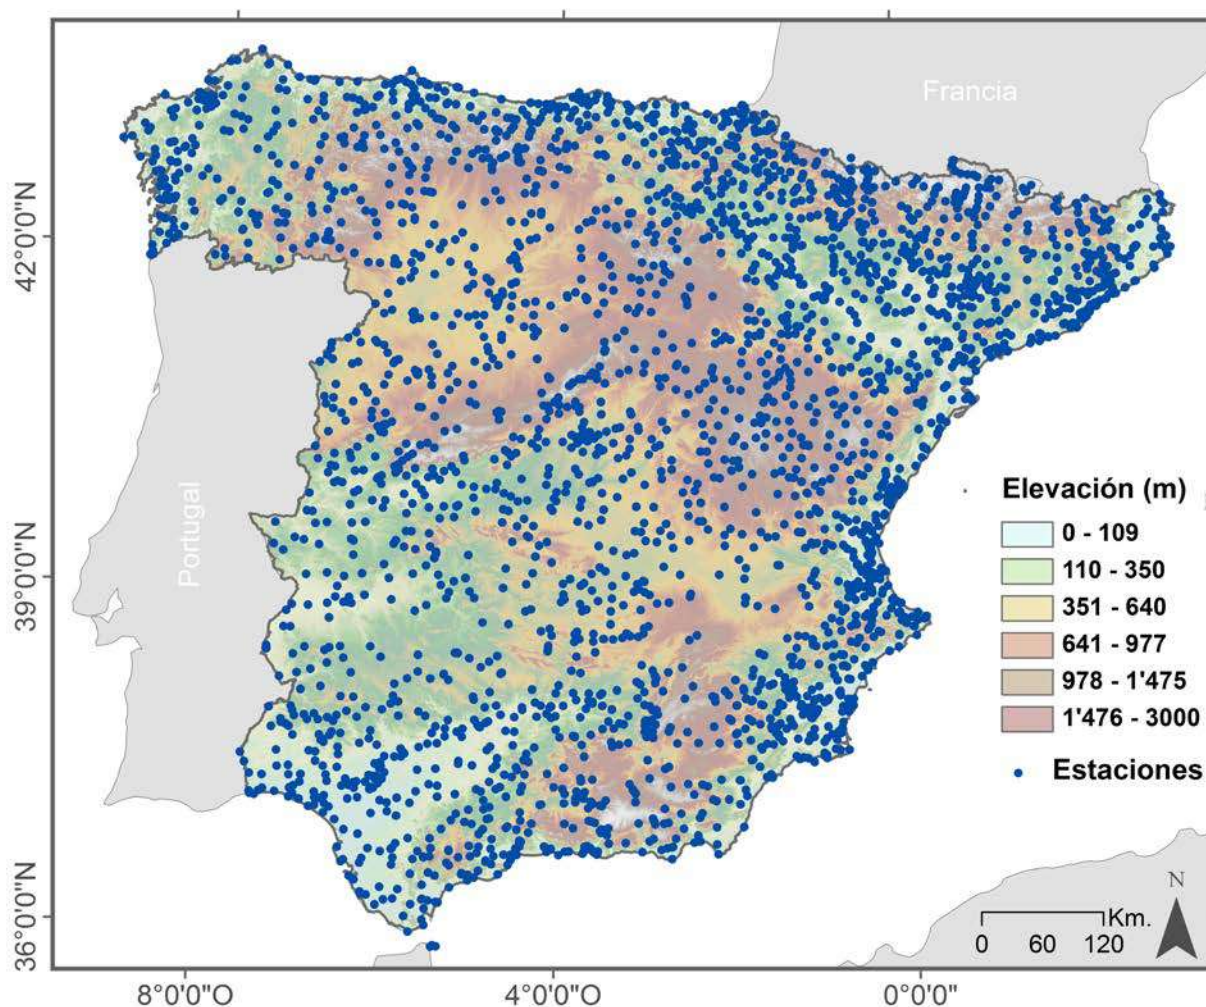 Francia
42°0'0"N
Portugal
39°0'0"N
36°0'0"N
Elevación (m)
0 - 109
110 - 350
351 - 640
641 - 977
978 - 1'475
1'476 - 3000
Estaciones
N
Km.
0 60 120
8°0'0"O 4°0'0"O 0°0'0"